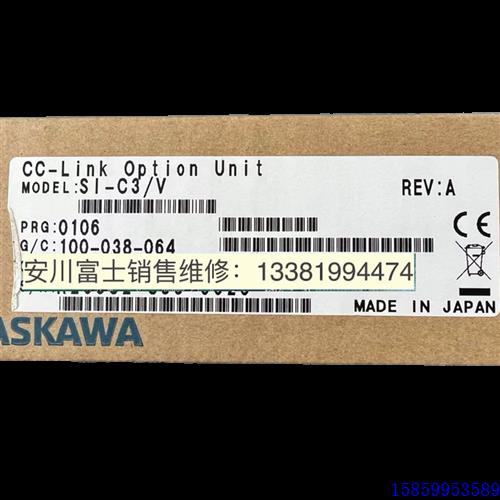 CC-Link Option Unit
MODEL:SI-C3/V
REV:A
PRG:0106
G/C:100-038-064
安川富士销售维修：13381994474
MADE IN JAPAN
ASKAWA
15859953589